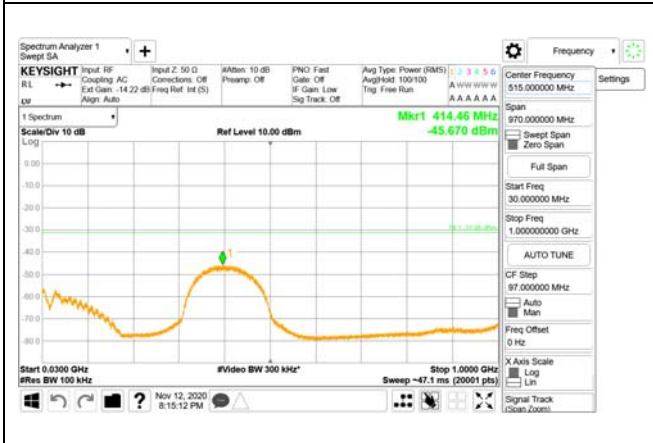 Spectrum Analyzer 1
Swept SA
+
Frequency
KEYSIGHT
Input: RF
Coupling: AC
Ext Gain: -14.22 dB
Align: Auto
Input Z: 50 Ω
Corrections: Off
Freq Ref: Int (S)
#Atten: 10 dB
Preamp: Off
PNO: Fast
Gate: Off
IF Gain: Low
Sig Track: Off
Avg Type: Power (RMS)
Avg|Hold: 100/100
Trig: Free Run
1 2 3 4 5 6
A W W W W W
A A A A A A
RL
1 Spectrum
Scale/Div 10 dB
Log
Ref Level 10.00 dBm
Mkr1 414.46 MHz
-45.670 dBm
0.00
-10.0
-20.0
-30.0
-40.0
-50.0
-60.0
-70.0
-80.0
1
Start 0.0300 GHz
#Res BW 100 kHz
#Video BW 300 kHz*
Stop 1.0000 GHz
Sweep ~47.1 ms (20001 pts)
?
Nov 12, 2020
8:15:12 PM
Center Frequency
515.000000 MHz
Settings
Span
970.000000 MHz
Swept Span
Zero Span
Full Span
Start Freq
30.000000 MHz
Stop Freq
1.000000000 GHz
AUTO TUNE
CF Step
97.000000 MHz
Auto
Man
Freq Offset
0 Hz
X Axis Scale
Log
Lin
Signal Track
(Span Zoom)